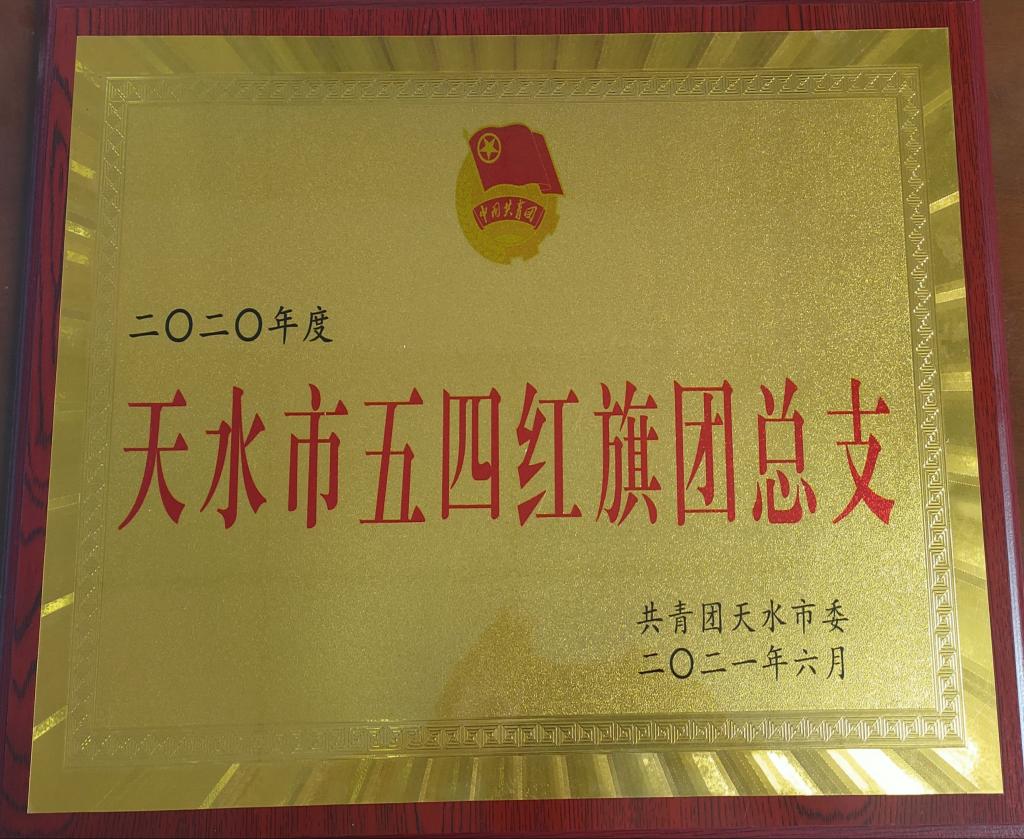 中国共青团
二〇二〇年度
天水市五四红旗团总支
共青团天水市委
二〇二一年六月